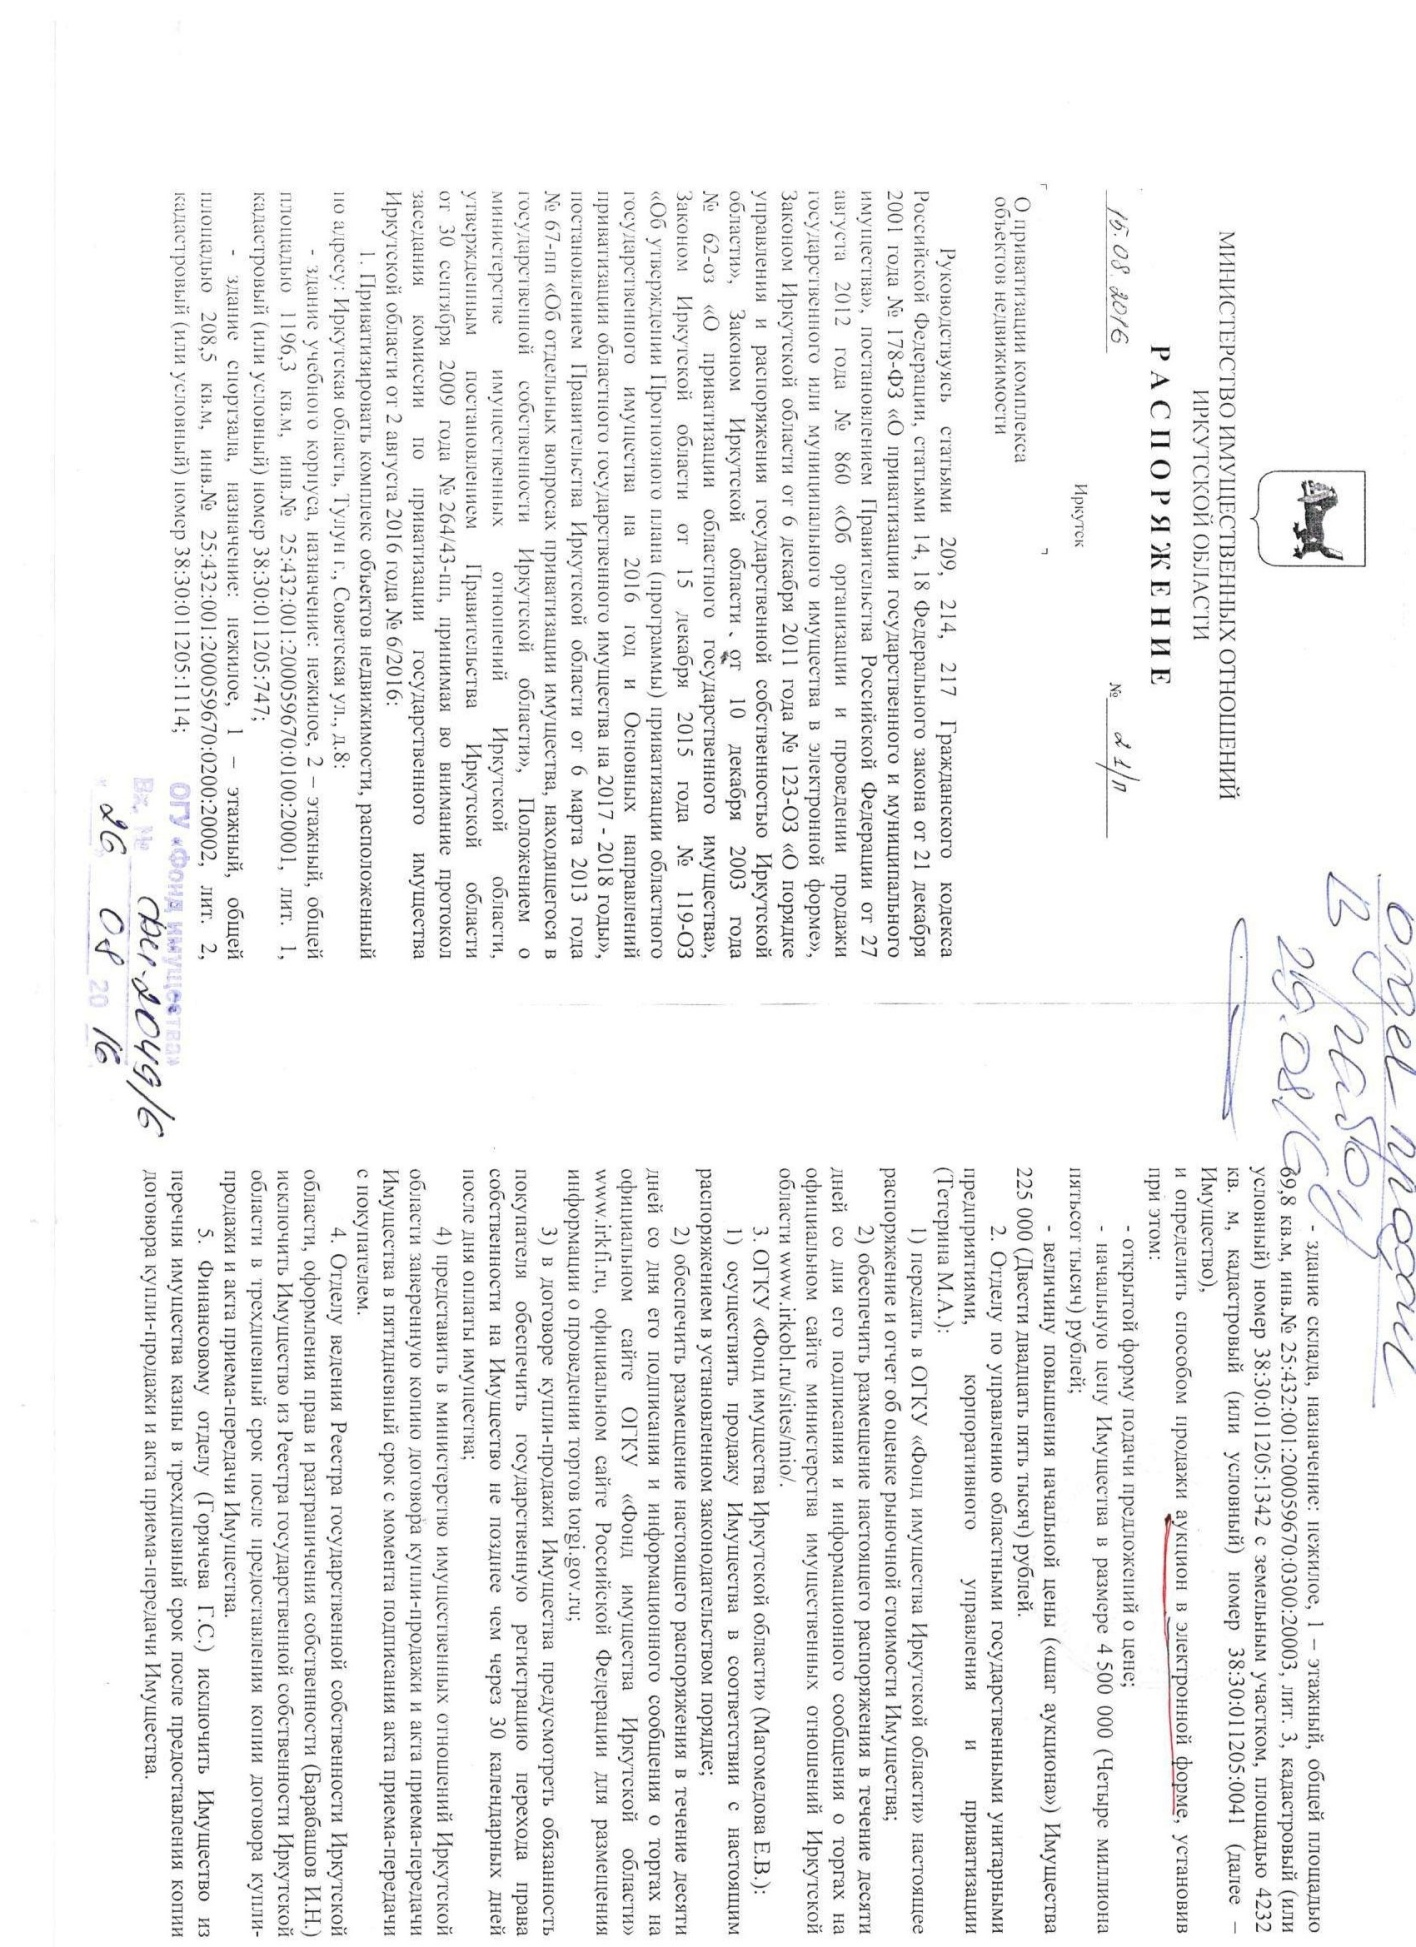 МИНИСТЕРСТВО ИМУЩЕСТВЕННЫХ ОТНОШЕНИЙ
ИРКУТСКОЙ ОБЛАСТИ
РАСПОРЯЖЕНИЕ
15.08.2016 № 21/п
Иркутск
О приватизации комплекса
объектов недвижимости
Руководствуясь статьями 209, 214, 217 Гражданского кодекса
Российской Федерации, статьями 14, 18 Федерального закона от 21 декабря
2001 года № 178-ФЗ «О приватизации государственного и муниципального
имущества», постановлением Правительства Российской Федерации от 27
августа 2012 года № 860 «Об организации и проведении продажи
государственного или муниципального имущества в электронной форме»,
Законом Иркутской области от 6 декабря 2011 года № 123-ОЗ «О порядке
управления и распоряжения государственной собственностью Иркутской
области», Законом Иркутской области от 10 декабря 2003 года
№ 62-оз «О приватизации областного государственного имущества»,
Законом Иркутской области от 15 декабря 2015 года № 119-ОЗ
«Об утверждении Прогнозного плана (программы) приватизации областного
государственного имущества на 2016 год и Основных направлений
приватизации областного государственного имущества на 2017 - 2018 годы»,
постановлением Правительства Иркутской области от 6 марта 2013 года
№ 67-пп «Об отдельных вопросах приватизации имущества, находящегося в
государственной собственности Иркутской области», Положением о
министерстве имущественных отношений Иркутской области,
утвержденным постановлением Правительства Иркутской области
от 30 сентября 2009 года № 264/43-пп, принимая во внимание протокол
заседания комиссии по приватизации государственного имущества
Иркутской области от 2 августа 2016 года № 6/2016:
1. Приватизировать комплекс объектов недвижимости, расположенный
по адресу: Иркутская область, Тулун г., Советская ул., д.8:
- здание учебного корпуса, назначение: нежилое, 2 – этажный, общей
площадью 1196,3 кв.м, инв.№ 25:432:001:200059670:0100:20001, лит. 1,
кадастровый (или условный) номер 38:30:011205:747;
- здание спортзала, назначение: нежилое, 1 – этажный, общей
площадью 208,5 кв.м, инв.№ 25:432:001:200059670:0200:20002, лит. 2,
кадастровый (или условный) номер 38:30:011205:1114;
ОГУ «Фонд имущества»
Вх. №
26 08 2016
отдел продаж
В работу
29.08.16
- здание склада, назначение: нежилое, 1 – этажный, общей площадью
69,8 кв.м, инв.№ 25:432:001:200059670:0300:20003, лит. 3, кадастровый (или
условный) номер 38:30:011205:1342 с земельным участком, площадью 4232
кв. м, кадастровый (или условный) номер 38:30:011205:0041 (далее –
Имущество),
и определить способом продажи аукцион в электронной форме, установив
при этом:
- открытой форму подачи предложений о цене;
- начальную цену Имущества в размере 4 500 000 (Четыре миллиона
пятьсот тысяч) рублей;
- величину повышения начальной цены («шаг аукциона») Имущества
225 000 (Двести двадцать пять тысяч) рублей.
2. Отделу по управлению областными государственными унитарными
предприятиями, корпоративного управления и приватизации
(Тетерина М.А.):
1) передать в ОГКУ «Фонд имущества Иркутской области» настоящее
распоряжение и отчет об оценке рыночной стоимости Имущества;
2) обеспечить размещение настоящего распоряжения в течение десяти
дней со дня его подписания и информационного сообщения о торгах на
официальном сайте министерства имущественных отношений Иркутской
области www.irkobl.ru/sites/mio/.
3. ОГКУ «Фонд имущества Иркутской области» (Магомедова Е.В.):
1) осуществить продажу Имущества в соответствии с настоящим
распоряжением в установленном законодательством порядке;
2) обеспечить размещение настоящего распоряжения в течение десяти
дней со дня его подписания и информационного сообщения о торгах на
официальном сайте ОГКУ «Фонд имущества Иркутской области»
www.irkfi.ru, официальном сайте Российской Федерации для размещения
информации о проведении торгов torgi.gov.ru;
3) в договоре купли-продажи Имущества предусмотреть обязанность
покупателя обеспечить государственную регистрацию перехода права
собственности на Имущество не позднее чем через 30 календарных дней
после дня оплаты имущества;
4) представить в министерство имущественных отношений Иркутской
области заверенную копию договора купли-продажи и акта приема-передачи
Имущества в пятидневный срок с момента подписания акта приема-передачи
с покупателем.
4. Отделу ведения Реестра государственной собственности Иркутской
области, оформления прав и разграничения собственности (Барабашов И.Н.)
исключить Имущество из Реестра государственной собственности Иркутской
области в трехдневный срок после предоставления копии договора купли-
продажи и акта приема-передачи Имущества.
5. Финансовому отделу (Горячева Г.С.) исключить Имущество из
перечня имущества казны в трехдневный срок после предоставления копии
договора купли-продажи и акта приема-передачи Имущества.